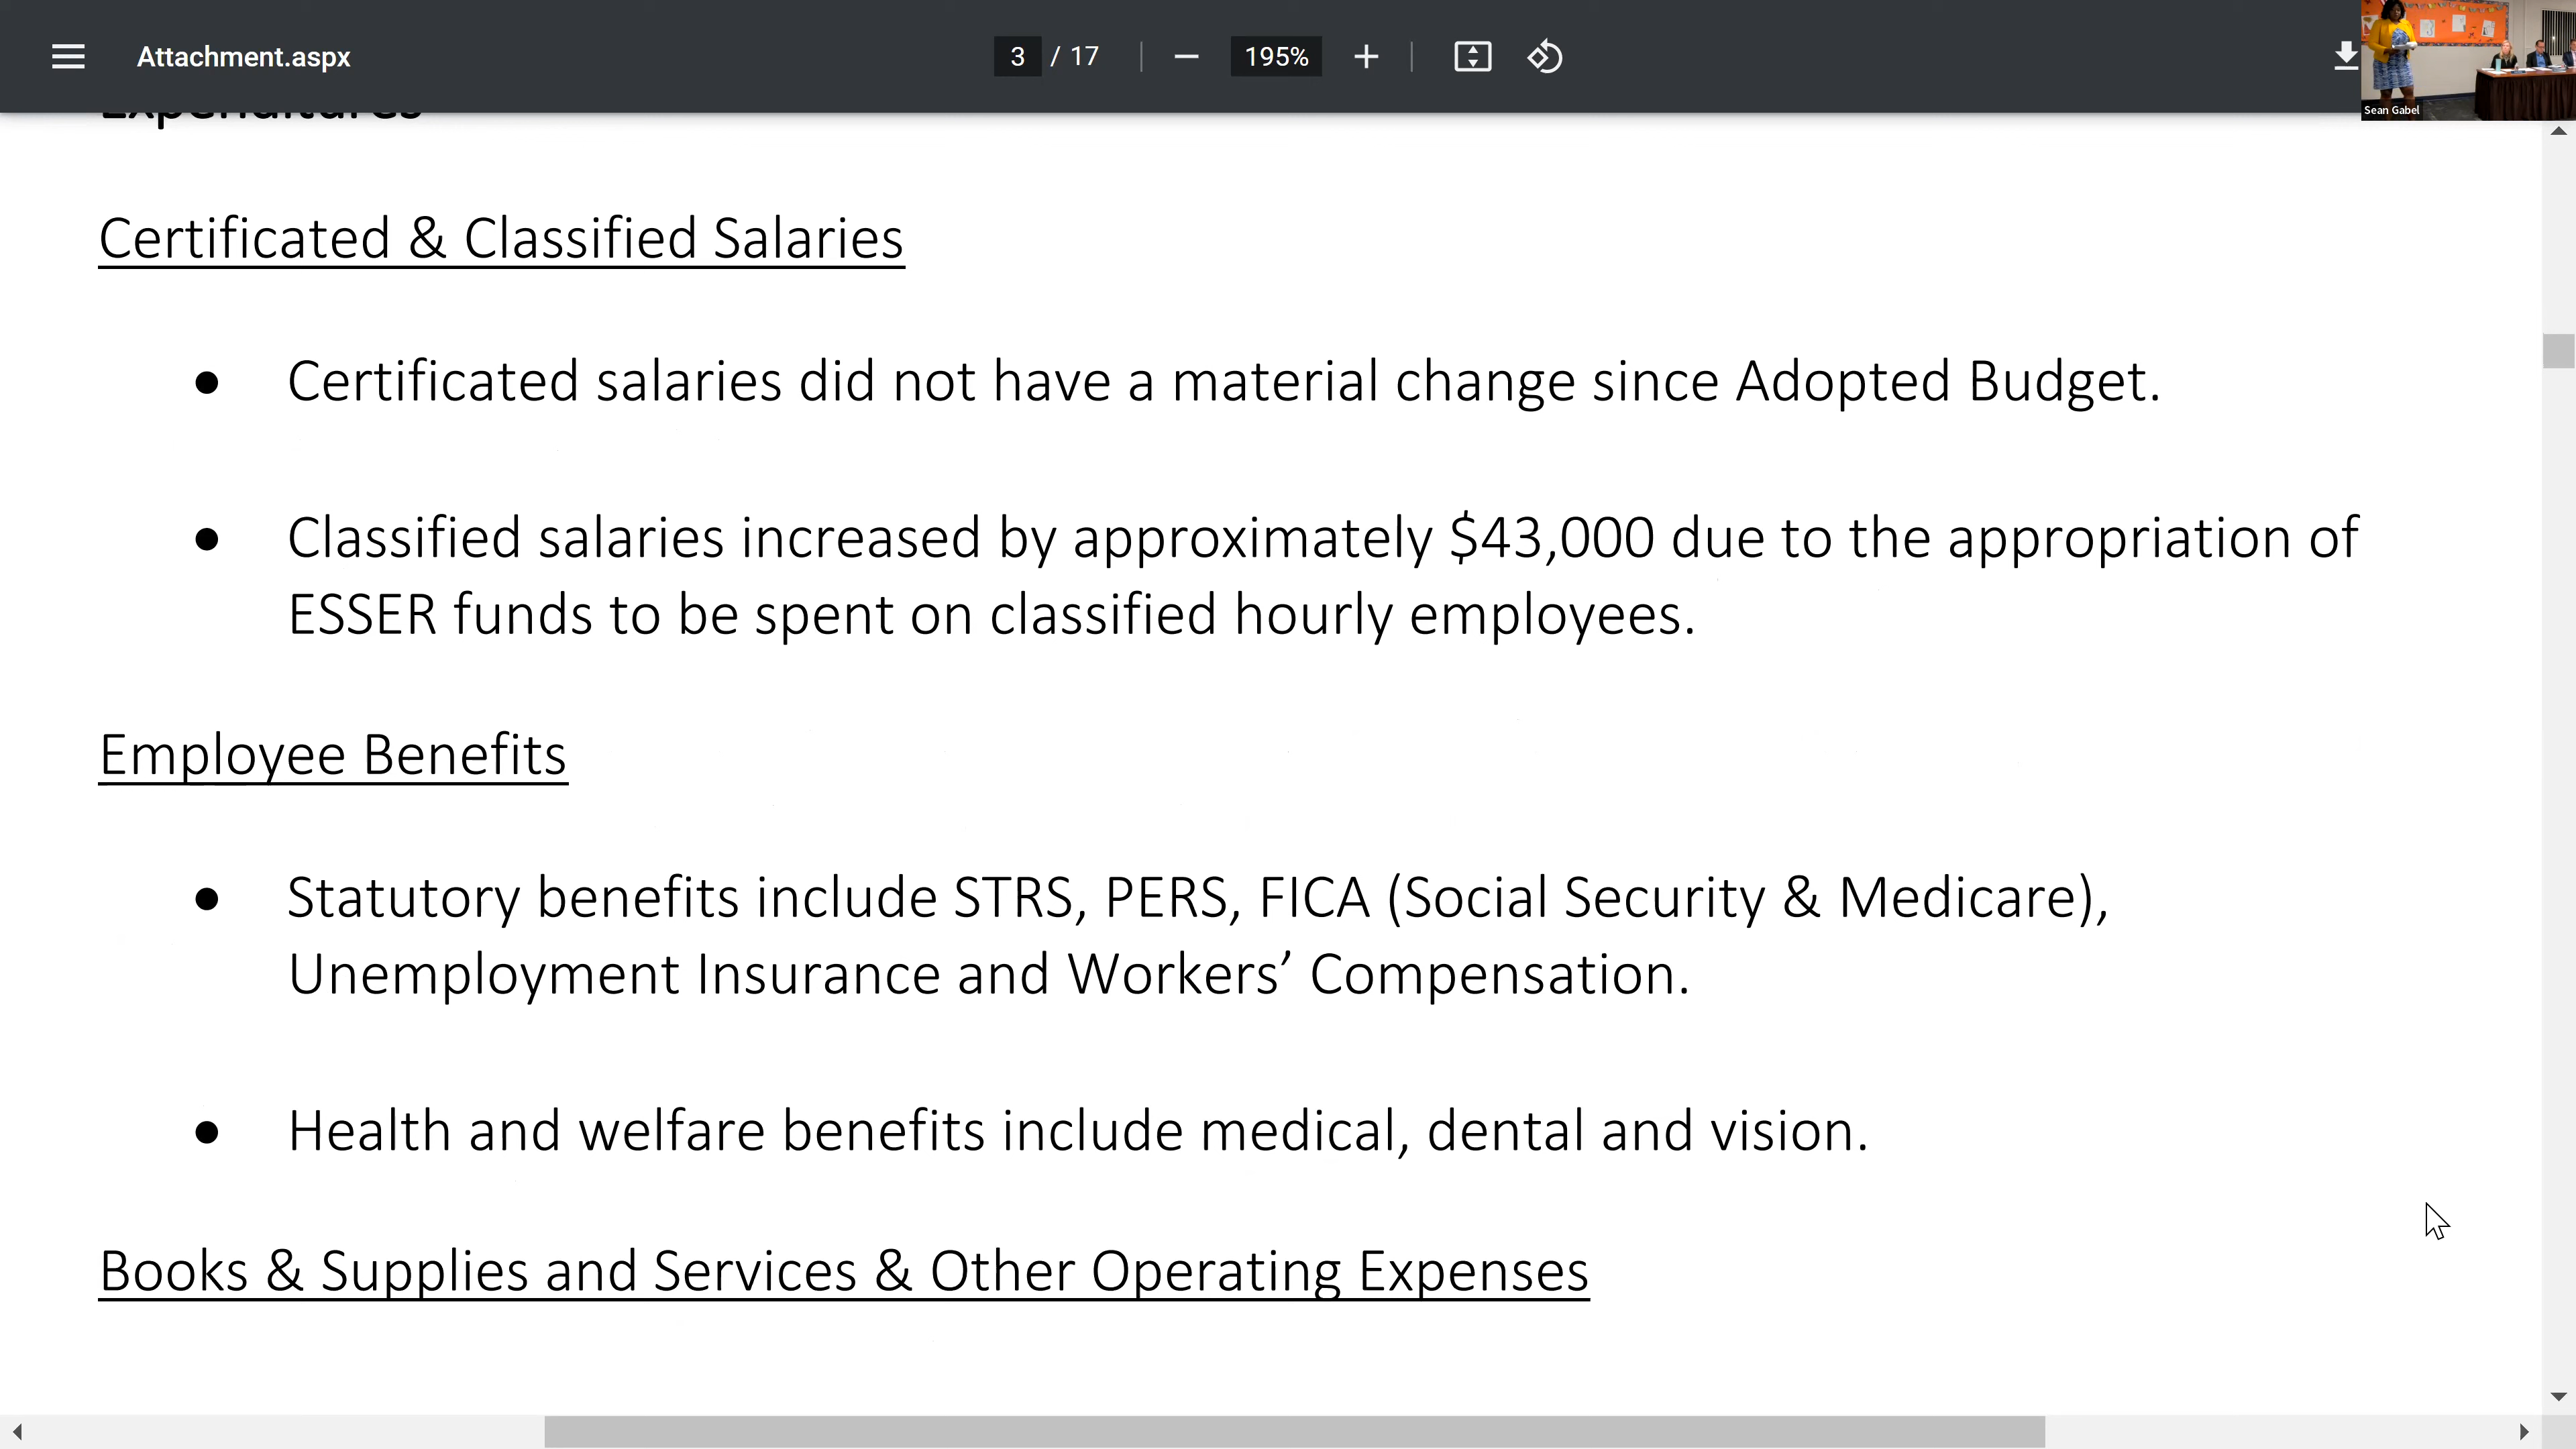 Attachment.aspx
3 / 17
195%
Sean Gabel
Expenditures
Certificated & Classified Salaries
● Certificated salaries did not have a material change since Adopted Budget.
● Classified salaries increased by approximately $43,000 due to the appropriation of
ESSER funds to be spent on classified hourly employees.
Employee Benefits
● Statutory benefits include STRS, PERS, FICA (Social Security & Medicare),
Unemployment Insurance and Workers’ Compensation.
● Health and welfare benefits include medical, dental and vision.
Books & Supplies and Services & Other Operating Expenses